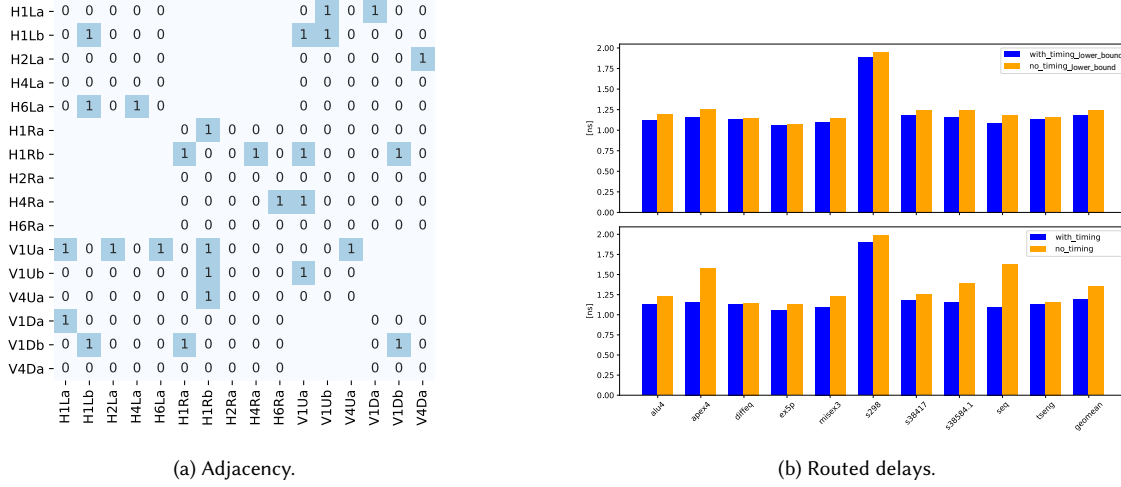 H1La 0 0 0 0 0 0 1 0 1 0 0
H1Lb 0 1 0 0 0 1 1 0 0 0 0
H2La 0 0 0 0 0 0 0 0 0 0 1
H4La 0 0 0 0 0 0 0 0 0 0 0
H6La 0 1 0 1 0 0 0 0 0 0 0
H1Ra 0 1 0 0 0 0 0 0 0 0 0
H1Rb 1 0 0 1 0 1 0 0 0 1 0
H2Ra 0 0 0 0 0 0 0 0 0 0 0
H4Ra 0 0 0 0 1 1 0 0 0 0 0
H6Ra 0 0 0 0 0 0 0 0 0 0 0
V1Ua 1 0 1 0 1 0 1 0 0 0 0 0 1
V1Ub 0 0 0 0 0 0 1 0 0 0 1 0 0
V4Ua 0 0 0 0 0 0 1 0 0 0 0 0 0
V1Da 1 0 0 0 0 0 0 0 0 0 0 0 0
V1Db 0 1 0 0 0 1 0 0 0 0 0 1 0
V4Da 0 0 0 0 0 0 0 0 0 0 0 0 0
H1La H1Lb H2La H4La H6La H1Ra H1Rb H2Ra H4Ra H6Ra V1Ua V1Ub V4Ua V1Da V1Db V4Da
(a) Adjacency.
with_timing_lower_bound
no_timing_lower_bound
[ns]
2.00
1.75
1.50
1.25
1.00
0.75
0.50
0.25
0.00
with_timing
no_timing
[ns]
2.00
1.75
1.50
1.25
1.00
0.75
0.50
0.25
0.00
alu4 apex4 diffeq ex5p misex3 s298 s38417 s38584.1 seq tseng geomean
(b) Routed delays.